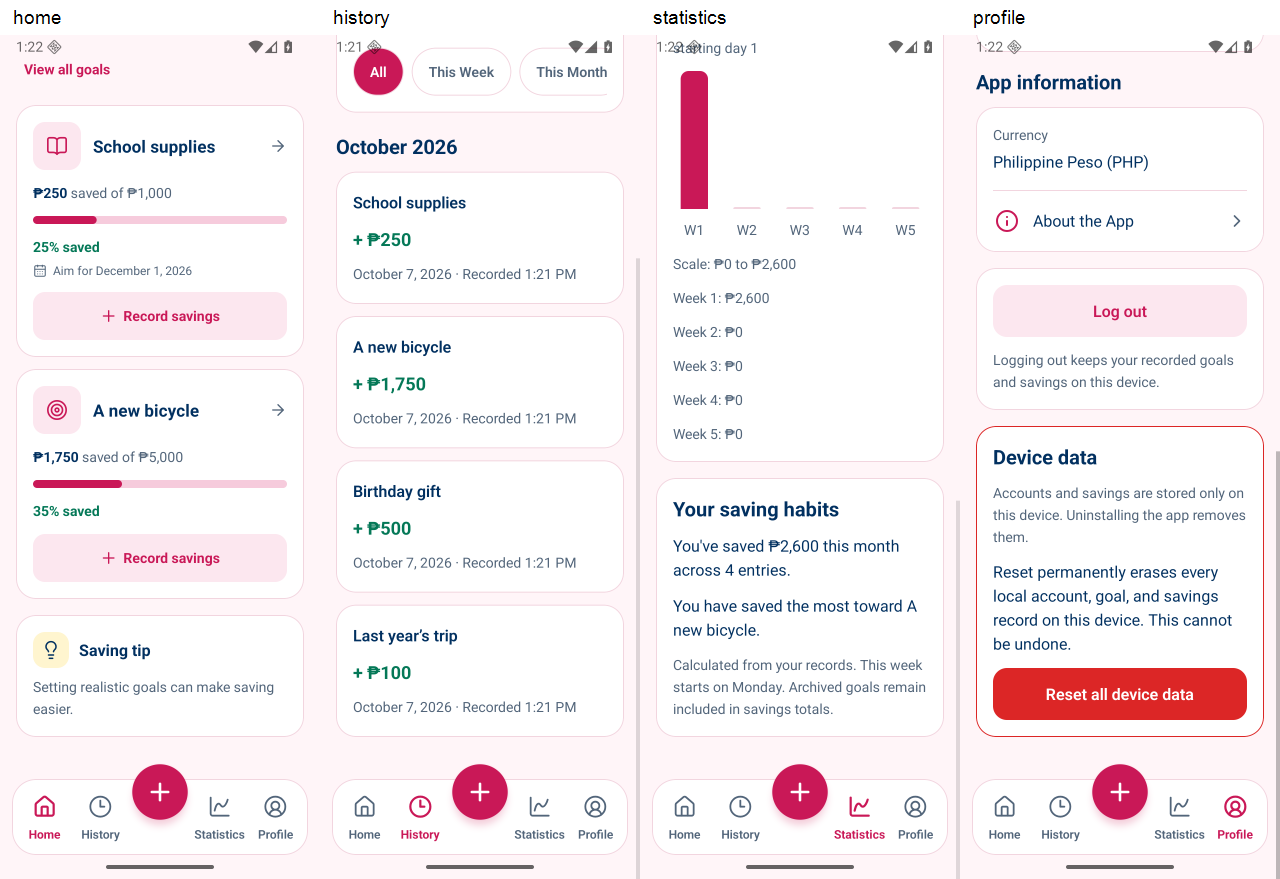 home
1:22
View all goals
School supplies
₱250 saved of ₱1,000
25% saved
Aim for December 1, 2026
+ Record savings
A new bicycle
₱1,750 saved of ₱5,000
35% saved
+ Record savings
Saving tip
Setting realistic goals can make saving
easier.
Home
History
Statistics
Profile
history
1:21
All
This Week
This Month
October 2026
School supplies
+ ₱250
October 7, 2026 · Recorded 1:21 PM
A new bicycle
+ ₱1,750
October 7, 2026 · Recorded 1:21 PM
Birthday gift
+ ₱500
October 7, 2026 · Recorded 1:21 PM
Last year's trip
+ ₱100
October 7, 2026 · Recorded 1:21 PM
Home
History
Statistics
Profile
statistics
1:22
starting day 1
W1
W2
W3
W4
W5
Scale: ₱0 to ₱2,600
Week 1: ₱2,600
Week 2: ₱0
Week 3: ₱0
Week 4: ₱0
Week 5: ₱0
Your saving habits
You've saved ₱2,600 this month
across 4 entries.
You have saved the most toward A
new bicycle.
Calculated from your records. This week
starts on Monday. Archived goals remain
included in savings totals.
Home
History
Statistics
Profile
profile
1:22
App information
Currency
Philippine Peso (PHP)
About the App
Log out
Logging out keeps your recorded goals
and savings on this device.
Device data
Accounts and savings are stored only on
this device. Uninstalling the app removes
them.
Reset permanently erases every
local account, goal, and savings
record on this device. This cannot
be undone.
Reset all device data
Home
History
Statistics
Profile